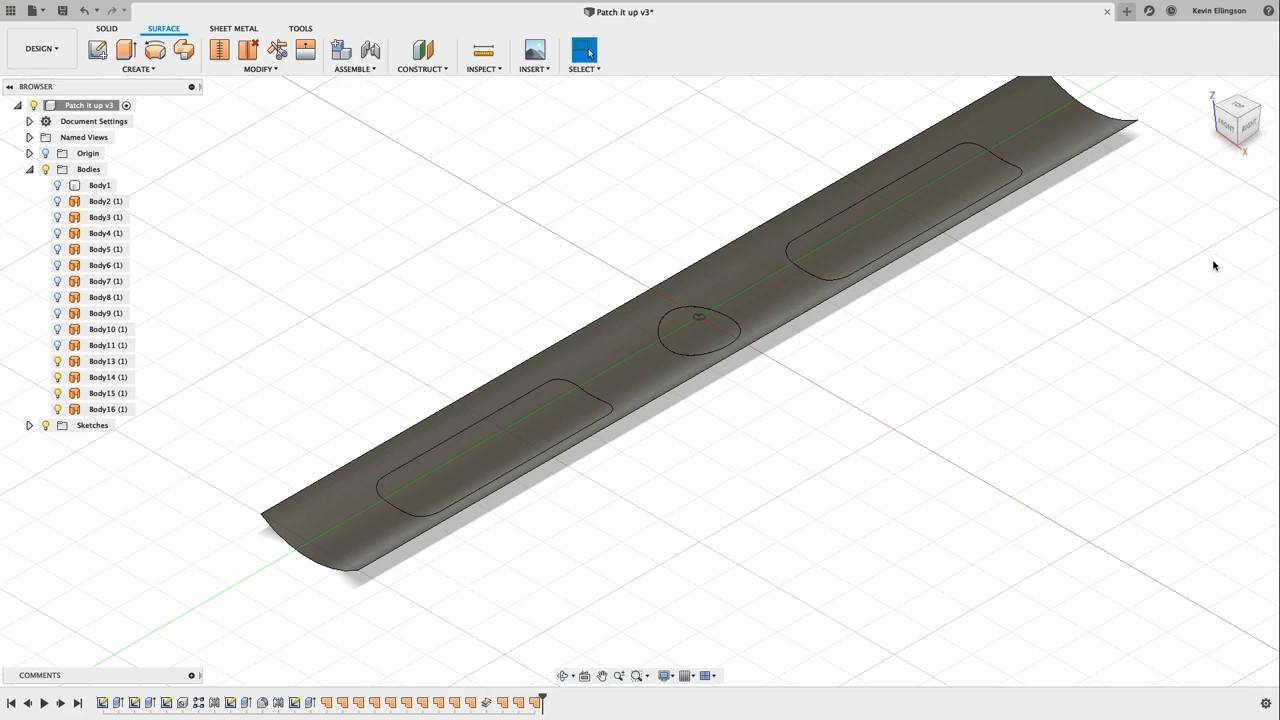 Patch it up v3*
Kevin Ellingson
DESIGN
SOLID
SURFACE
SHEET METAL
TOOLS
CREATE
MODIFY
ASSEMBLE
CONSTRUCT
INSPECT
INSERT
SELECT
BROWSER
Patch it up v3
Document Settings
Named Views
Origin
Bodies
Body1
Body2 (1)
Body3 (1)
Body4 (1)
Body5 (1)
Body6 (1)
Body7 (1)
Body8 (1)
Body9 (1)
Body10 (1)
Body11 (1)
Body13 (1)
Body14 (1)
Body15 (1)
Body16 (1)
Sketches
Z
TOP
FRONT
RIGHT
X
COMMENTS